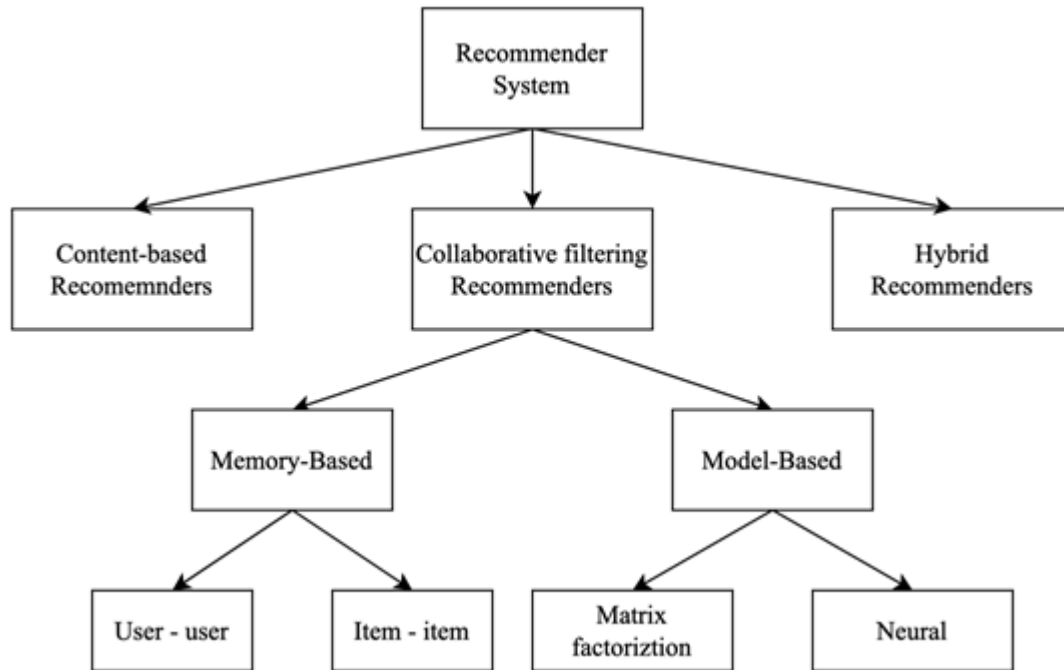 Recommender
System
Content-based
Recomemnders
Collaborative filtering
Recommenders
Hybrid
Recommenders
Memory-Based
Model-Based
User - user
Item - item
Matrix
factoriztion
Neural